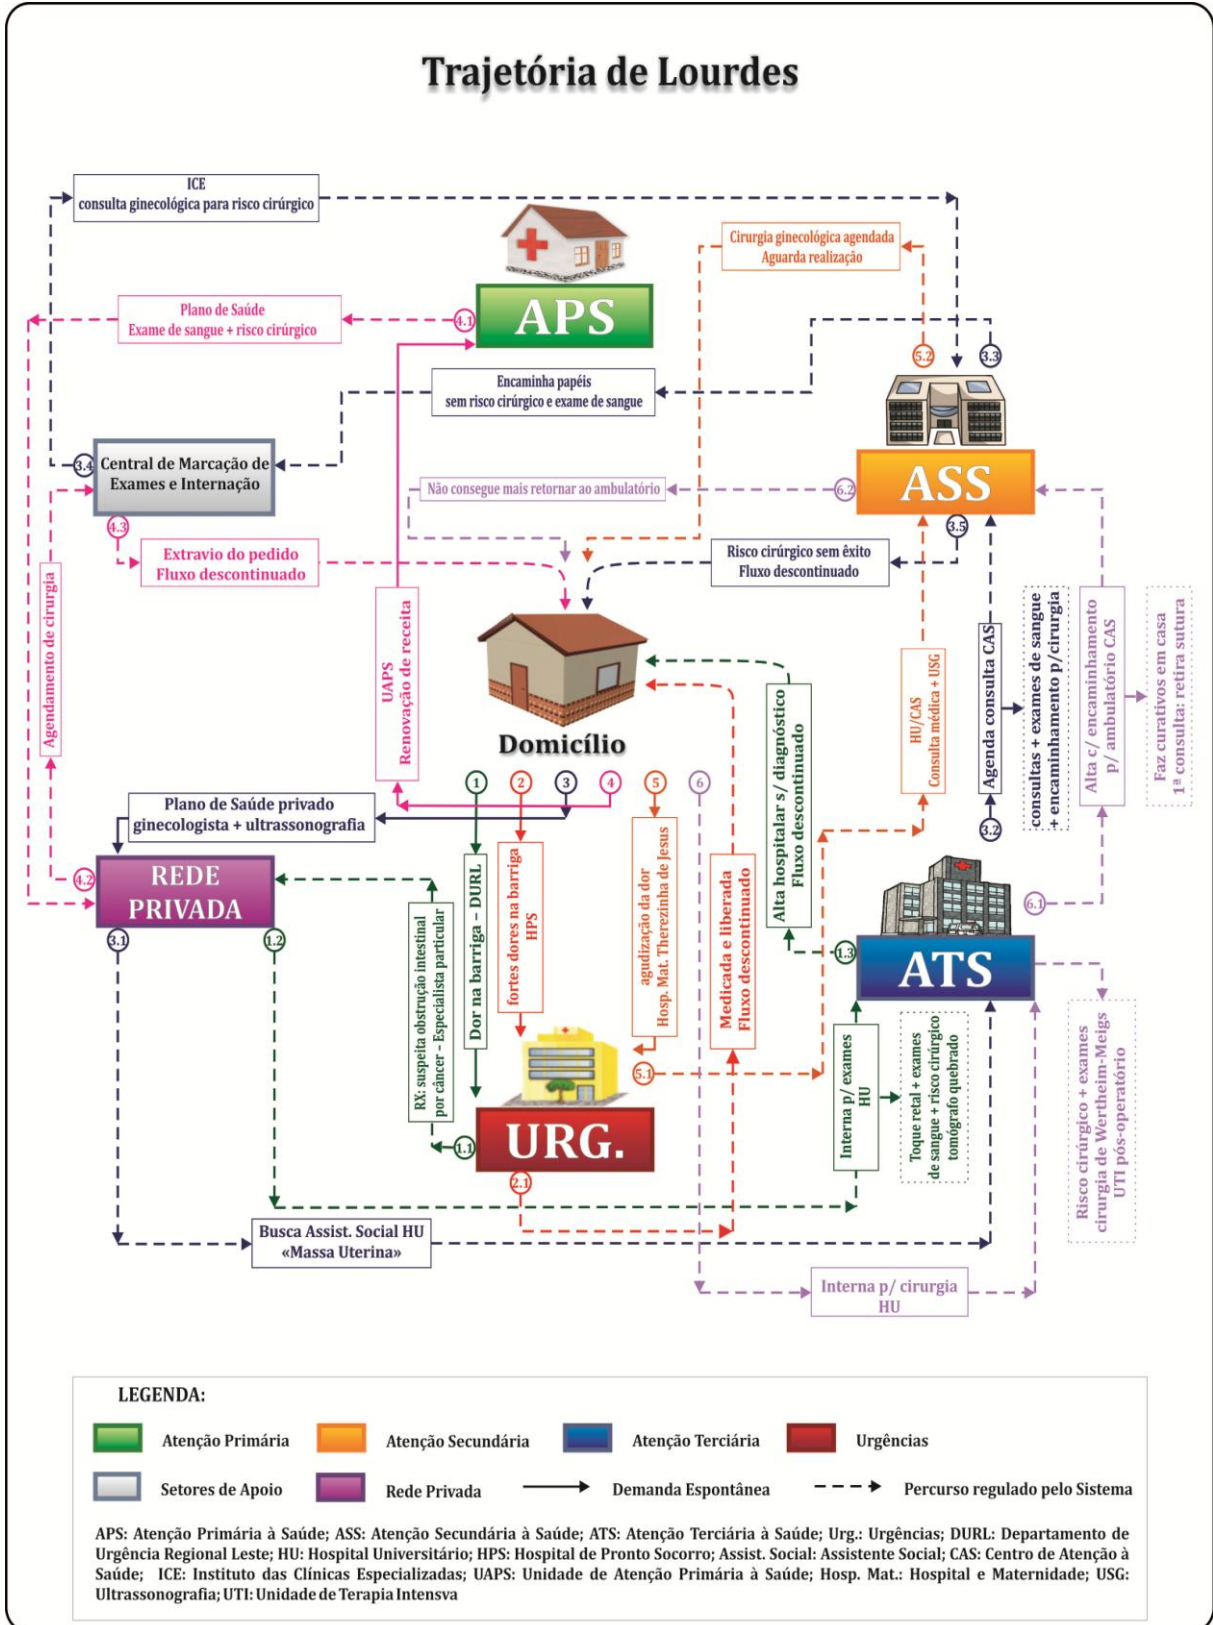 Trajetória de Lourdes
ICE
consulta ginecológica para risco cirúrgico
Cirurgia ginecológica agendada
Aguarda realização
Plano de Saúde
Exame de sangue + risco cirúrgico
4.1
APS
5.2
3.3
Encaminha papéis
sem risco cirúrgico e exame de sangue
3.4
Central de Marcação de
Exames e Internação
Não consegue mais retornar ao ambulatório
6.2
ASS
4.3
3.5
Extravio do pedido
Fluxo descontinuado
Risco cirúrgico sem êxito
Fluxo descontinuado
Agendamento de cirurgia
UAPS
Renovação de receita
Domicílio
Alta hospitalar s/ diagnóstico
Fluxo descontinuado
HU/CAS
Consulta médica + USG
Agenda consulta CAS
consultas + exames de sangue
+ encaminhamento p/cirurgia
Alta c/ encaminhamento
p/ ambulatório CAS
Faz curativos em casa
1ª consulta: retira sutura
1
2
3
4
5
6
Plano de Saúde privado
ginecologista + ultrassonografia
3.2
4.2
REDE
PRIVADA
3.1
1.2
RX: suspeita obstrução intestinal
por câncer – Especialista particular
Dor na barriga – DURL
fortes dores na barriga
HPS
agudização da dor
Hosp. Mat. Therezinha de Jesus
Medicada e liberada
Fluxo descontinuado
6.1
1.3
ATS
5.1
Interna p/ exames
HU
Toque retal + exames
de sangue + risco cirúrgico
tomógrafo quebrado
Risco cirúrgico + exames
cirurgia de Wertheim-Meigs
UTI pós-operatório
1.1
URG.
2.1
Busca Assist. Social HU
«Massa Uterina»
Interna p/ cirurgia
HU
LEGENDA:
Atenção Primária
Atenção Secundária
Atenção Terciária
Urgências
Setores de Apoio
Rede Privada
Demanda Espontânea
Percurso regulado pelo Sistema
APS: Atenção Primária à Saúde; ASS: Atenção Secundária à Saúde; ATS: Atenção Terciária à Saúde; Urg.: Urgências; DURL: Departamento de
Urgência Regional Leste; HU: Hospital Universitário; HPS: Hospital de Pronto Socorro; Assist. Social: Assistente Social; CAS: Centro de Atenção à
Saúde; ICE: Instituto das Clínicas Especializadas; UAPS: Unidade de Atenção Primária à Saúde; Hosp. Mat.: Hospital e Maternidade; USG:
Ultrassonografia; UTI: Unidade de Terapia Intensva